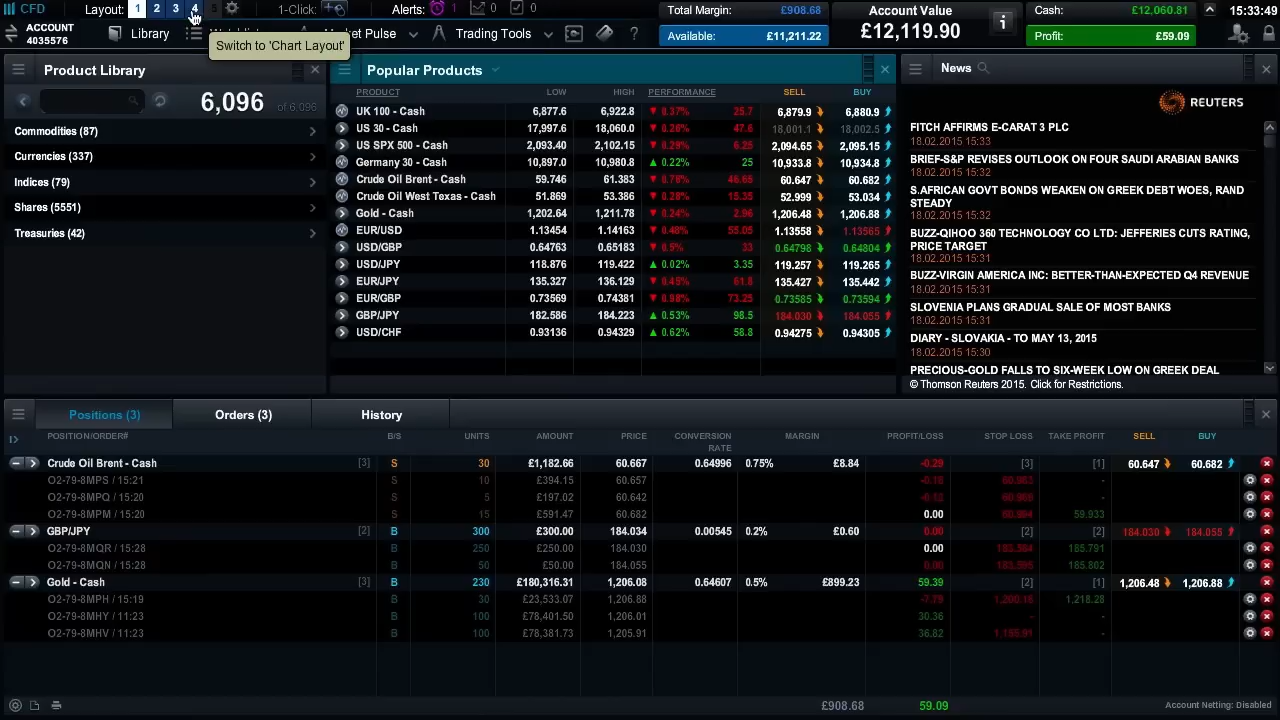 CFD Layout: 1 2 3 4 5 1-Click: Alerts: 1 0 0 Total Margin: £908.68 Account Value Cash: £12,060.81 15:33:49
ACCOUNT 4035576 Library Market Pulse Trading Tools ? Available: £11,211.22 £12,119.90 Profit: £59.09
Switch to 'Chart Layout'
Product Library
6,096 of 6,096
Commodities (87)
Currencies (337)
Indices (79)
Shares (5551)
Treasuries (42)
Popular Products
PRODUCT LOW HIGH PERFORMANCE SELL BUY
UK 100 - Cash 6,877.6 6,922.8 0.37% 25.7 6,879.9 6,880.9
US 30 - Cash 17,997.6 18,060.0 0.26% 47.6 18,001.1 18,002.5
US SPX 500 - Cash 2,093.40 2,102.15 0.29% 6.25 2,094.65 2,095.15
Germany 30 - Cash 10,897.0 10,980.8 0.22% 25 10,933.8 10,934.8
Crude Oil Brent - Cash 59.746 61.383 0.76% 46.65 60.647 60.682
Crude Oil West Texas - Cash 51.869 53.386 0.28% 15.35 52.999 53.034
Gold - Cash 1,202.64 1,211.78 0.24% 2.96 1,206.48 1,206.88
EUR/USD 1.13454 1.14163 0.48% 55.05 1.13558 1.13565
USD/GBP 0.64763 0.65183 0.5% 33 0.64798 0.64804
USD/JPY 118.876 119.422 0.02% 3.35 119.257 119.265
EUR/JPY 135.327 136.129 0.45% 61.8 135.427 135.442
EUR/GBP 0.73569 0.74381 0.98% 73.25 0.73585 0.73594
GBP/JPY 182.586 184.223 0.53% 98.5 184.030 184.055
USD/CHF 0.93136 0.94329 0.62% 58.8 0.94275 0.94305
News
REUTERS
FITCH AFFIRMS E-CARAT 3 PLC
18.02.2015 15:33
BRIEF-S&P REVISES OUTLOOK ON FOUR SAUDI ARABIAN BANKS
18.02.2015 15:32
S.AFRICAN GOVT BONDS WEAKEN ON GREEK DEBT WOES, RAND
STEADY
18.02.2015 15:32
BUZZ-QIHOO 360 TECHNOLOGY CO LTD: JEFFERIES CUTS RATING,
PRICE TARGET
18.02.2015 15:31
BUZZ-VIRGIN AMERICA INC: BETTER-THAN-EXPECTED Q4 REVENUE
18.02.2015 15:31
SLOVENIA PLANS GRADUAL SALE OF MOST BANKS
18.02.2015 15:31
DIARY - SLOVAKIA - TO MAY 13, 2015
18.02.2015 15:30
PRECIOUS-GOLD FALLS TO SIX-WEEK LOW ON GREEK DEAL
© Thomson Reuters 2015. Click for Restrictions.
Positions (3) Orders (3) History
POSITION/ORDER# B/S UNITS AMOUNT PRICE CONVERSION RATE MARGIN PROFIT/LOSS STOP LOSS TAKE PROFIT SELL BUY
Crude Oil Brent - Cash [3] S 30 £1,182.66 60.667 0.64996 0.75% £8.84 -0.29 [3] [1] 60.647 60.682
O2-79-8MPS / 15:21 S 10 £394.15 60.657 -0.18 -
O2-79-8MPQ / 15:20 S 5 £197.02 60.642 -
O2-79-8MPM / 15:20 S 15 £591.47 60.682 0.00 59.933
GBP/JPY [2] B 300 £300.00 184.034 0.00545 0.2% £0.60 0.00 [2] [2] 184.030 184.055
O2-79-8MQR / 15:28 B 250 £250.00 184.030 0.00 185.791
O2-79-8MQN / 15:28 B 50 £50.00 184.055 0.00 185.802
Gold - Cash [3] B 230 £180,316.31 1,206.08 0.64607 0.5% £899.23 59.39 [2] [1] 1,206.48 1,206.88
O2-79-8MPH / 15:19 B 30 £23,533.07 1,206.88 -7.79 1,200.16 1,218.28
O2-79-8MHY / 11:23 B 100 £78,401.50 1,206.01 30.36 - -
O2-79-8MHV / 11:23 B 100 £78,381.73 1,205.91 36.82 -
£908.68 59.09 Account Netting: Disabled